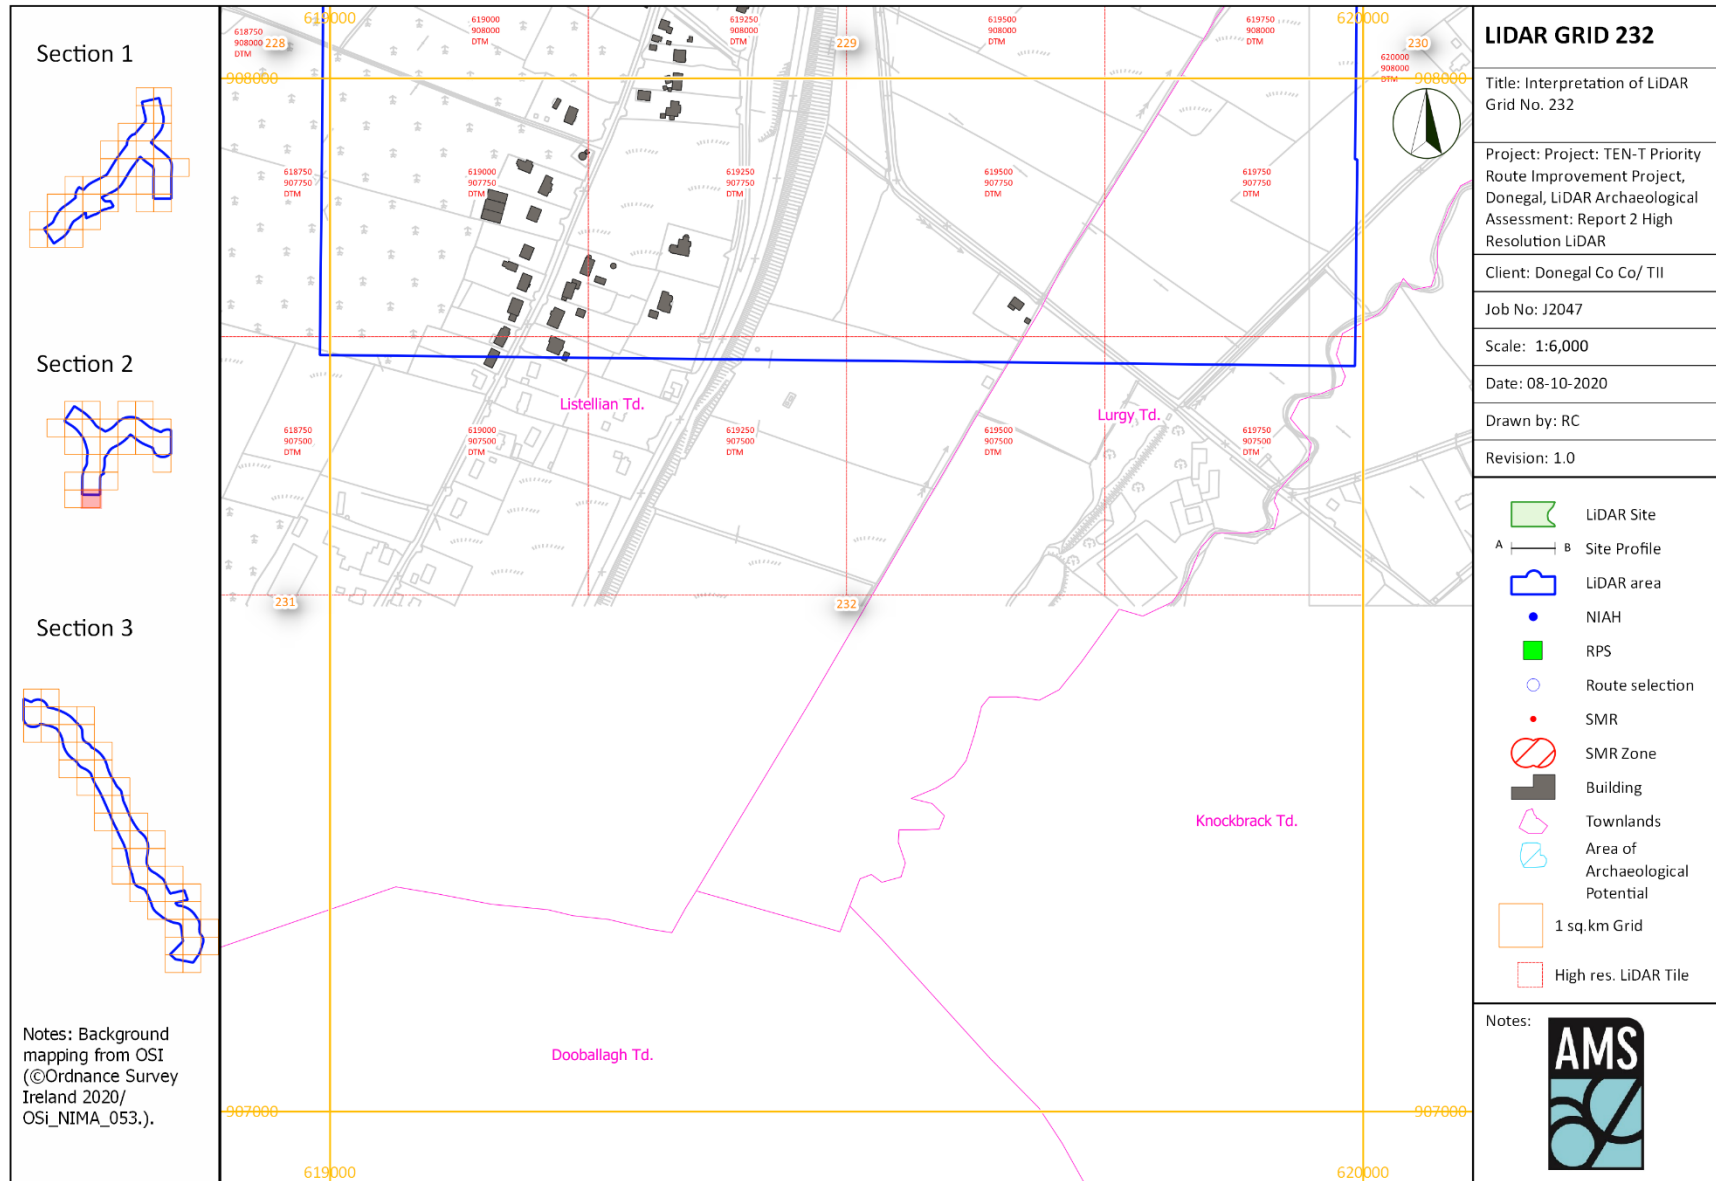 Section 1
Section 2
Section 3
Notes: Background
mapping from OSI
(©Ordnance Survey
Ireland 2020/
OSi_NIMA_053.).
619000
620000
618750
908000
DTM
228
619000
908000
DTM
619250
908000
DTM
229
619500
908000
DTM
619750
908000
DTM
230
620000
908000
DTM
908000
908000
618750
907750
DTM
619000
907750
DTM
619250
907750
DTM
619500
907750
DTM
619750
907750
DTM
Listellian Td.
Lurgy Td.
618750
907500
DTM
619000
907500
DTM
619250
907500
DTM
619500
907500
DTM
619750
907500
DTM
231
232
Knockbrack Td.
Dooballagh Td.
907000
907000
619000
620000
LIDAR GRID 232
Title: Interpretation of LiDAR
Grid No. 232
Project: Project: TEN-T Priority
Route Improvement Project,
Donegal, LiDAR Archaeological
Assessment: Report 2 High
Resolution LiDAR
Client: Donegal Co Co/ TII
Job No: J2047
Scale: 1:6,000
Date: 08-10-2020
Drawn by: RC
Revision: 1.0
LiDAR Site
A B Site Profile
LiDAR area
NIAH
RPS
Route selection
SMR
SMR Zone
Building
Townlands
Area of
Archaeological
Potential
1 sq.km Grid
High res. LiDAR Tile
Notes:
AMS